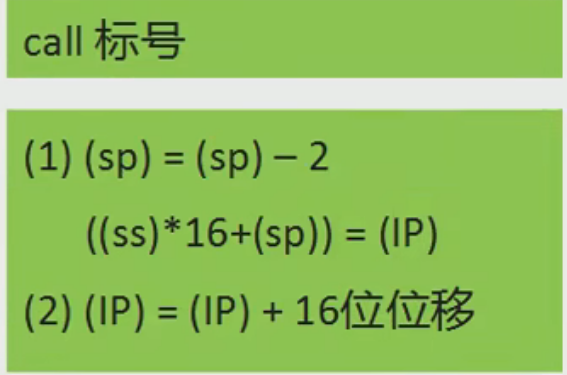 call 标号
(1) (sp) = (sp) – 2
((ss)*16+(sp)) = (IP)
(2) (IP) = (IP) + 16位位移